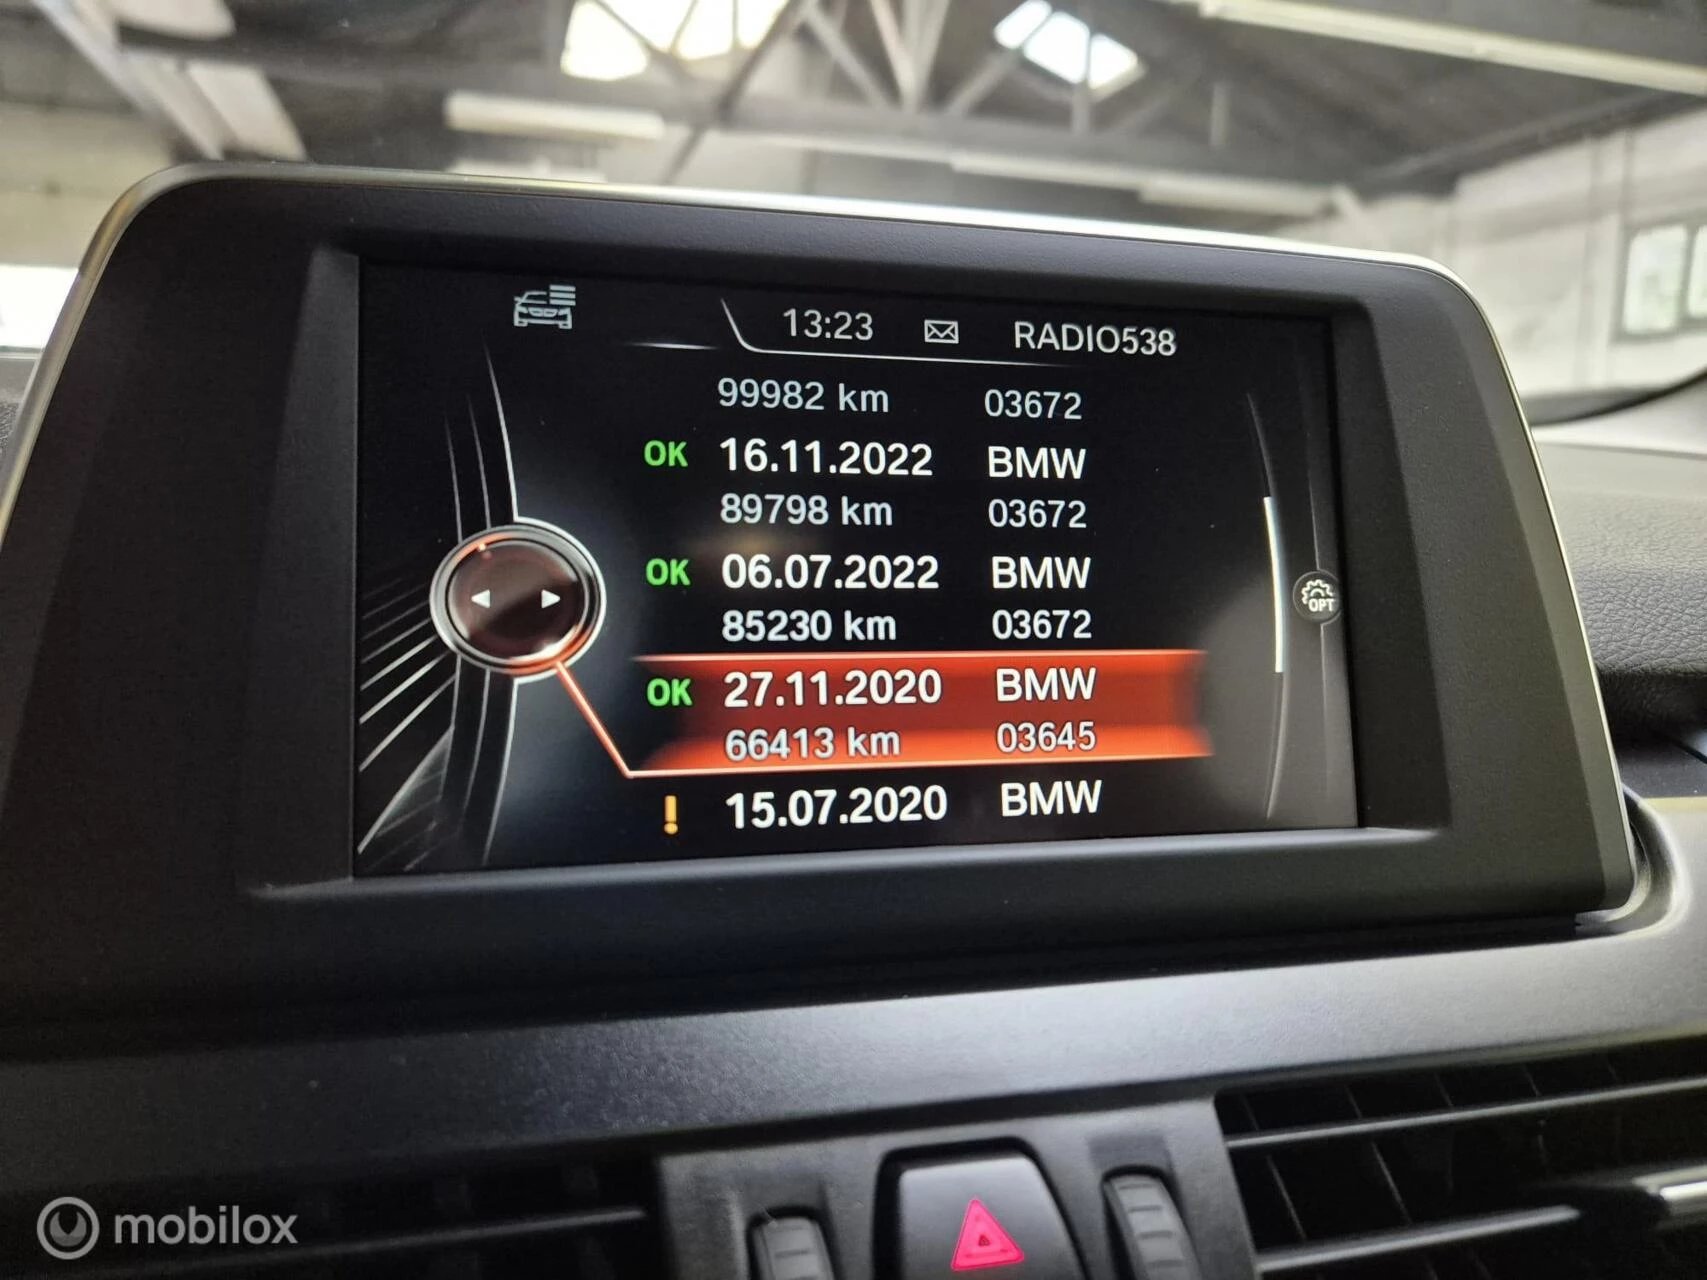 13:23 RADIO538
99982 km 03672
OK 16.11.2022 BMW
89798 km 03672
OK 06.07.2022 BMW
85230 km 03672
OK 27.11.2020 BMW
66413 km 03645
! 15.07.2020 BMW
OPT
mobilox